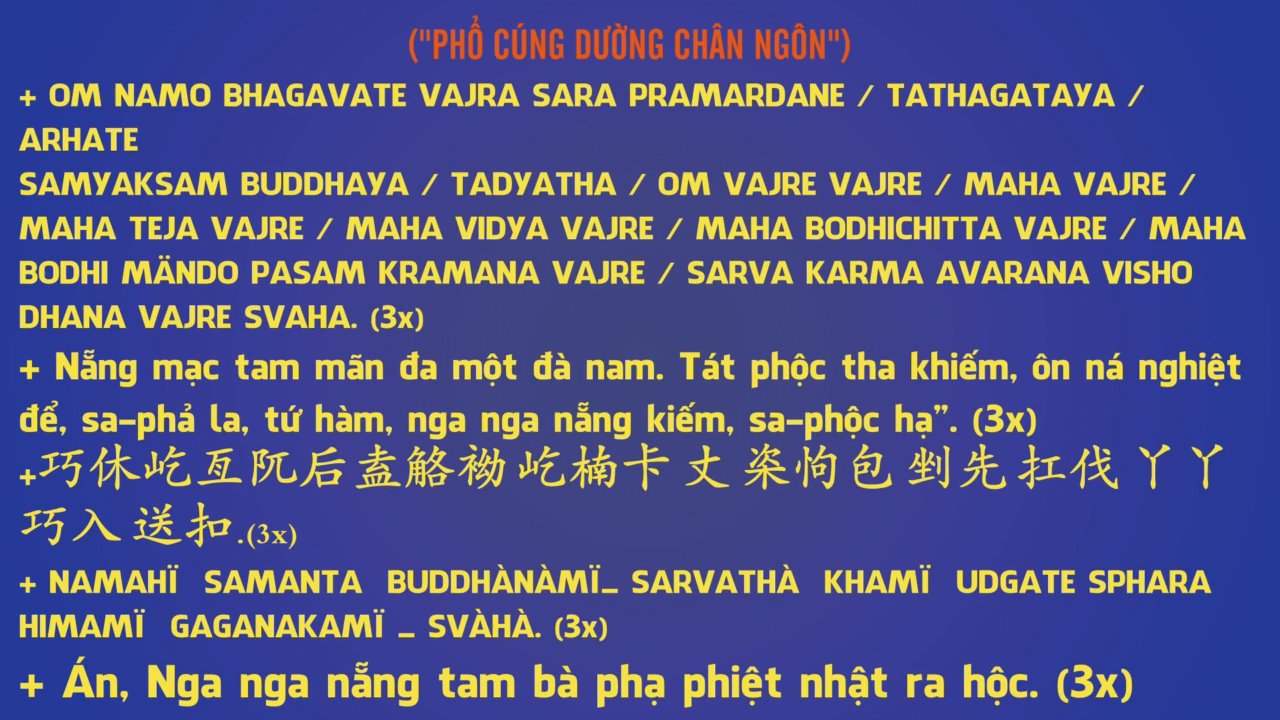 ("PHỔ CÚNG DƯỜNG CHÂN NGÔN")
+ OM NAMO BHAGAVATE VAJRA SARA PRAMARDANE / TATHAGATAYA /
ARHATE
SAMYAKSAM BUDDHAYA / TADYATHA / OM VAJRE VAJRE / MAHA VAJRE /
MAHA TEJA VAJRE / MAHA VIDYA VAJRE / MAHA BODHICHITTA VAJRE / MAHA
BODHI MÄNDO PASAM KRAMANA VAJRE / SARVA KARMA AVARANA VISHO
DHANA VAJRE SVAHA. (3x)
+ Nẵng mạc tam mãn đa một đà nam. Tát phộc tha khiếm, ôn ná nghiệt
để, sa-phả la, tứ hàm, nga nga nẵng kiếm, sa-phộc hạ”. (3x)
+巧休屹亙阢后盍觡袎屹楠卡丈楶怐包剉先扛伐丫丫
巧入送扣.(3x)
+ NAMAHÏ SAMANTA BUDDHÀNÀMÏ_ SARVATHÀ KHAMÏ UDGATE SPHARA
HIMAMÏ GAGANAKAMÏ _ SVÀHÀ. (3x)
+ Án, Nga nga nẵng tam bà phạ phiệt nhật ra hộc. (3x)